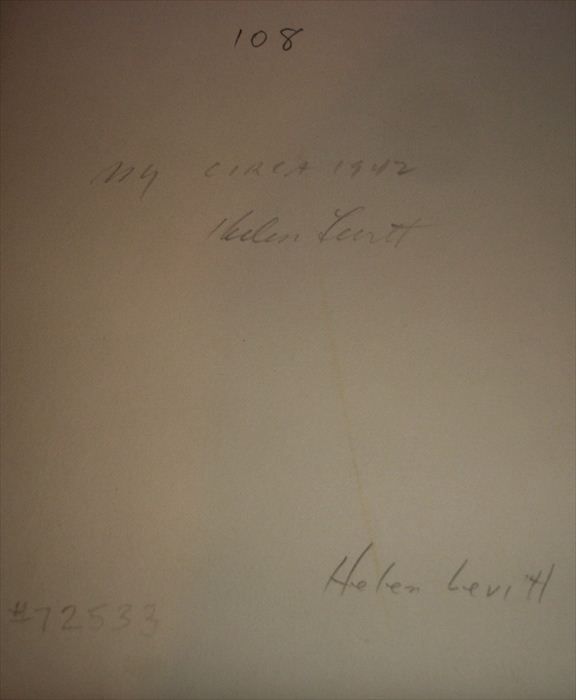 108
NY CIRCA 1942
Helen Levitt
Helen Levitt
#72533